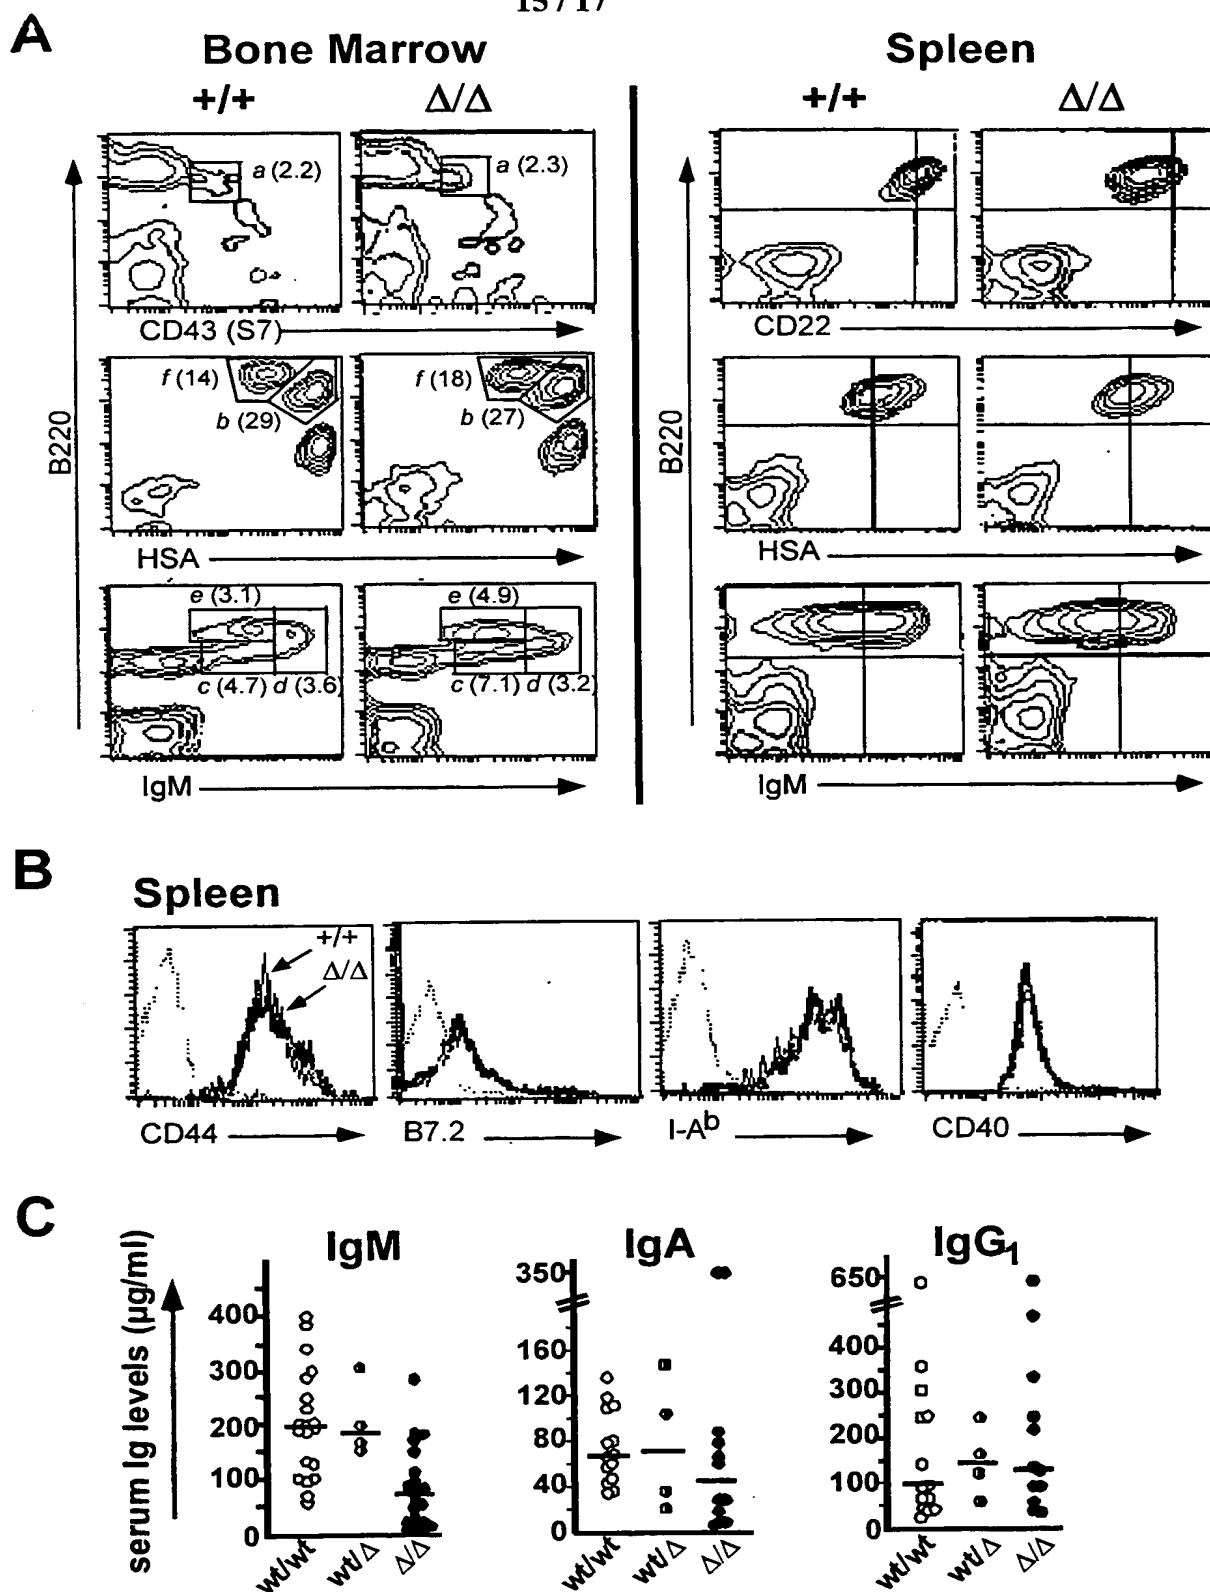 15 / 17
A
Bone Marrow
Spleen
+/+
Δ/Δ
+/+
Δ/Δ
a (2.2)
a (2.3)
CD43 (S7)
CD22
f (14)
b (29)
f (18)
b (27)
B220
B220
HSA
HSA
e (3.1)
c (4.7) d (3.6)
e (4.9)
c (7.1) d (3.2)
IgM
IgM
B
Spleen
+/+
Δ/Δ
CD44
B7.2
I-Ab
CD40
C
serum Ig levels (µg/ml)
IgM
400
300
200
100
0
wt/wt
wt/Δ
Δ/Δ
IgA
350
160
120
80
40
0
wt/wt
wt/Δ
Δ/Δ
IgG1
650
400
300
200
100
0
wt/wt
wt/Δ
Δ/Δ